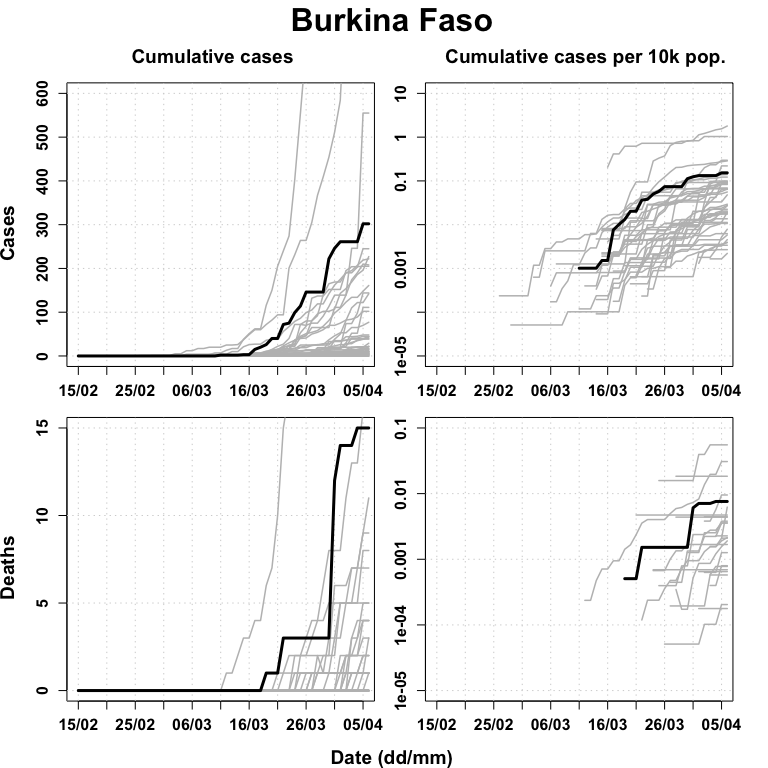 Burkina Faso
Cumulative cases
Cumulative cases per 10k pop.
Cases
600
500
400
300
200
100
0
15/02 25/02 06/03 16/03 26/03 05/04
10
1
0.1
0.001
1e-05
15/02 25/02 06/03 16/03 26/03 05/04
Deaths
15
10
5
0
15/02 25/02 06/03 16/03 26/03 05/04
0.1
0.01
0.001
1e-04
1e-05
15/02 25/02 06/03 16/03 26/03 05/04
Date (dd/mm)